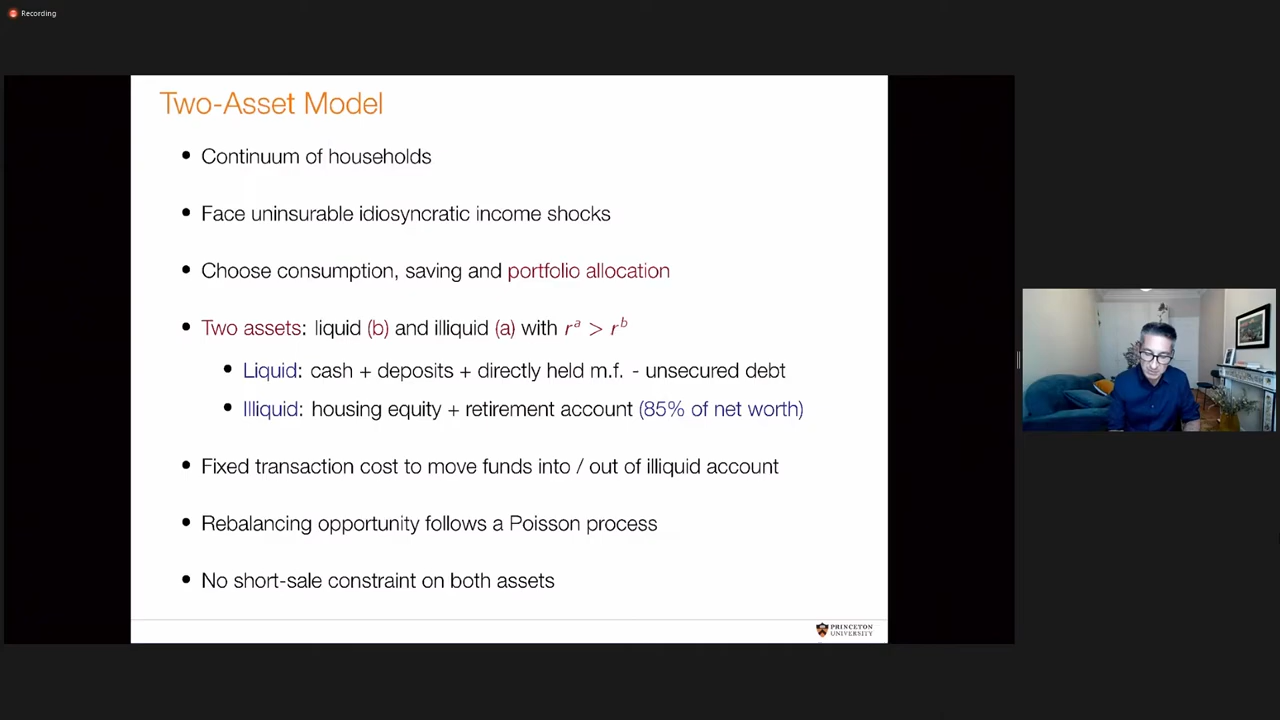 Recording
Two-Asset Model
• Continuum of households
• Face uninsurable idiosyncratic income shocks
• Choose consumption, saving and portfolio allocation
• Two assets: liquid (b) and illiquid (a) with rᵃ > rᵇ
• Liquid: cash + deposits + directly held m.f. - unsecured debt
• Illiquid: housing equity + retirement account (85% of net worth)
• Fixed transaction cost to move funds into / out of illiquid account
• Rebalancing opportunity follows a Poisson process
• No short-sale constraint on both assets
PRINCETON
UNIVERSITY